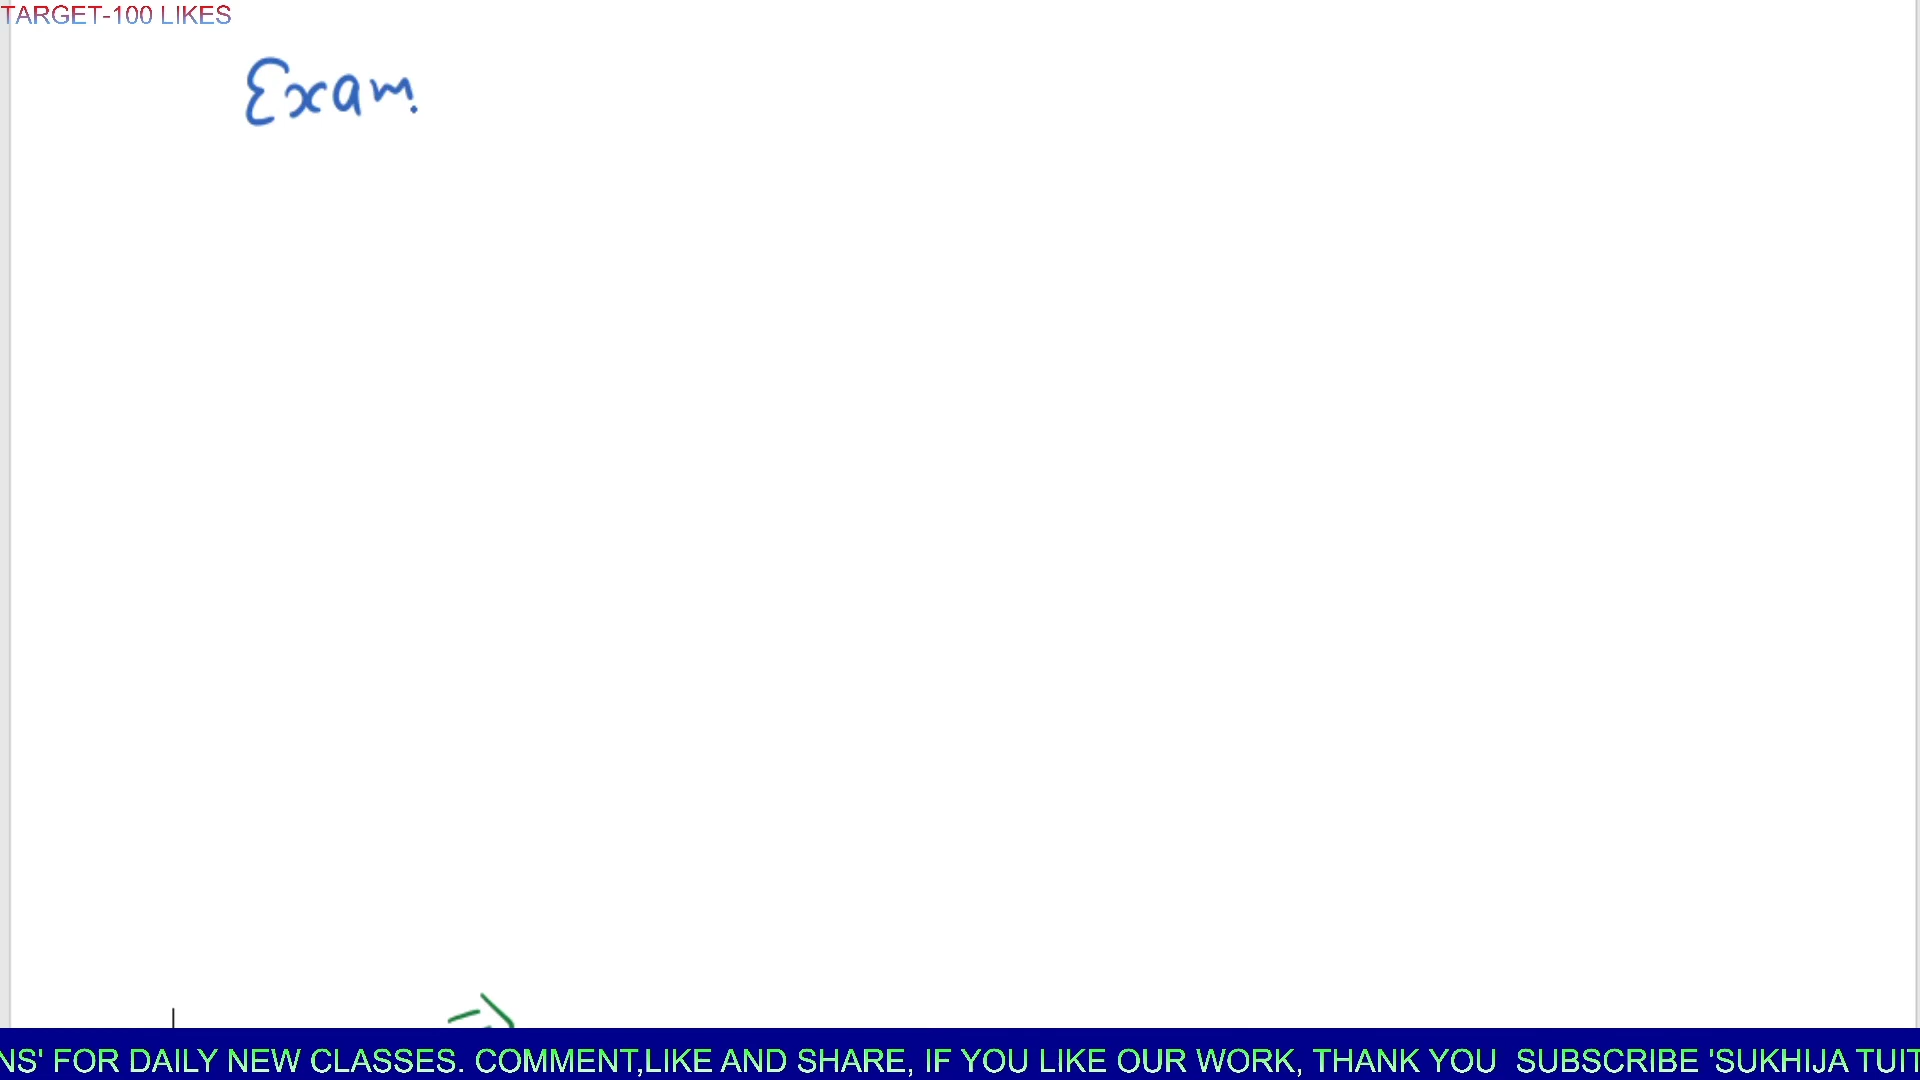 TARGET-100 LIKES
Exam.
NS' FOR DAILY NEW CLASSES. COMMENT,LIKE AND SHARE, IF YOU LIKE OUR WORK, THANK YOU SUBSCRIBE 'SUKHIJA TUIT